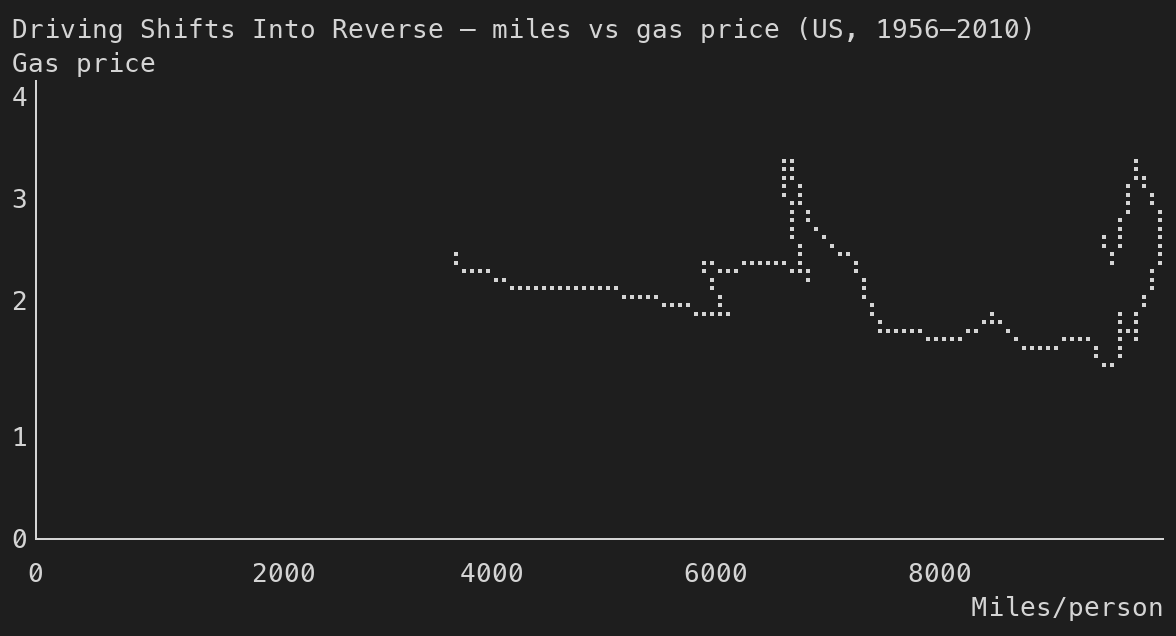 Driving Shifts Into Reverse — miles vs gas price (US, 1956–2010)
Gas price
4
3
2
1
0
0 2000 4000 6000 8000
Miles/person